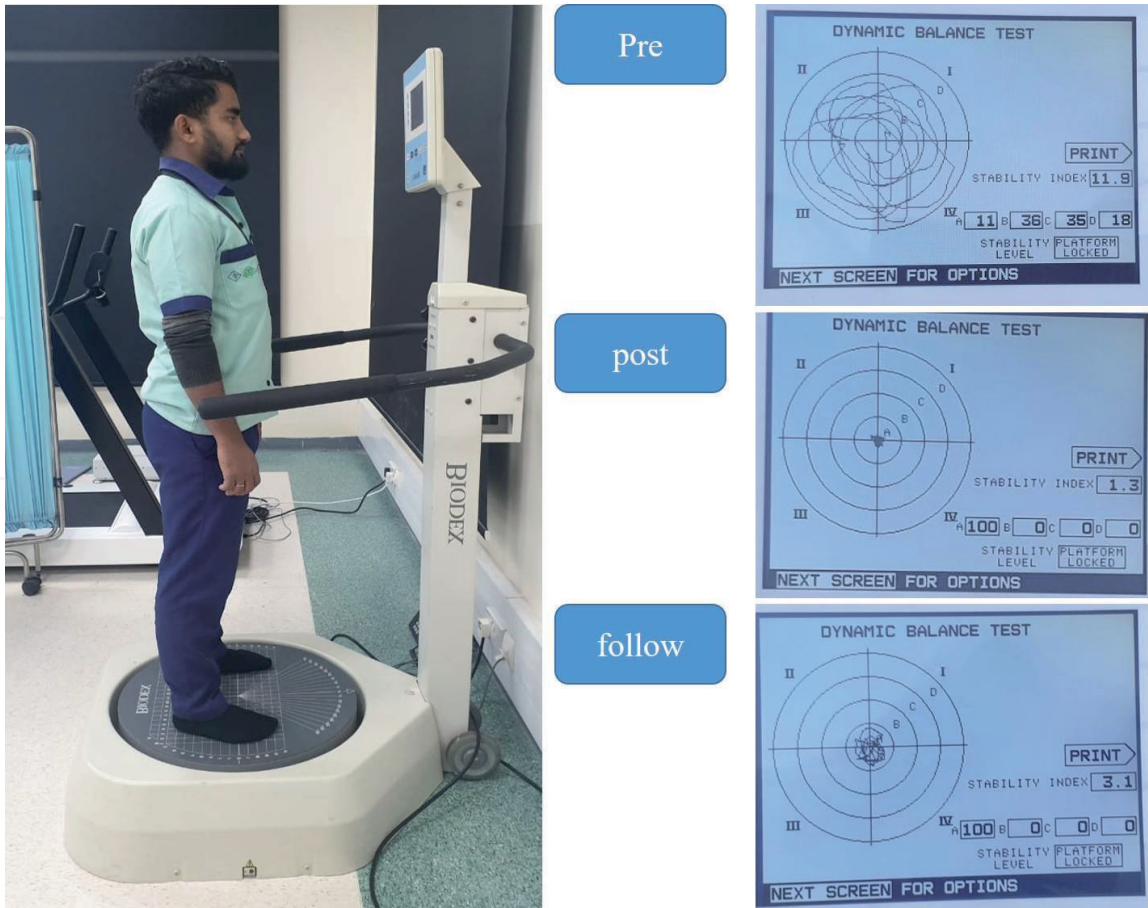 BIODEX
BIODEX
Pre
DYNAMIC BALANCE TEST
II
I
D
C
B
PRINT
STABILITY INDEX 11.9
III
IV
A 11 B 36 C 35 D 18
STABILITY LEVEL PLATFORM LOCKED
NEXT SCREEN FOR OPTIONS
post
DYNAMIC BALANCE TEST
II
I
D
C
B
A
PRINT
STABILITY INDEX 1.3
III
IV
A 100 B 0 C 0 D 0
STABILITY LEVEL PLATFORM LOCKED
NEXT SCREEN FOR OPTIONS
follow
DYNAMIC BALANCE TEST
II
I
D
C
B
PRINT
STABILITY INDEX 3.1
III
IV
A 100 B 0 C 0 D 0
STABILITY LEVEL PLATFORM LOCKED
NEXT SCREEN FOR OPTIONS